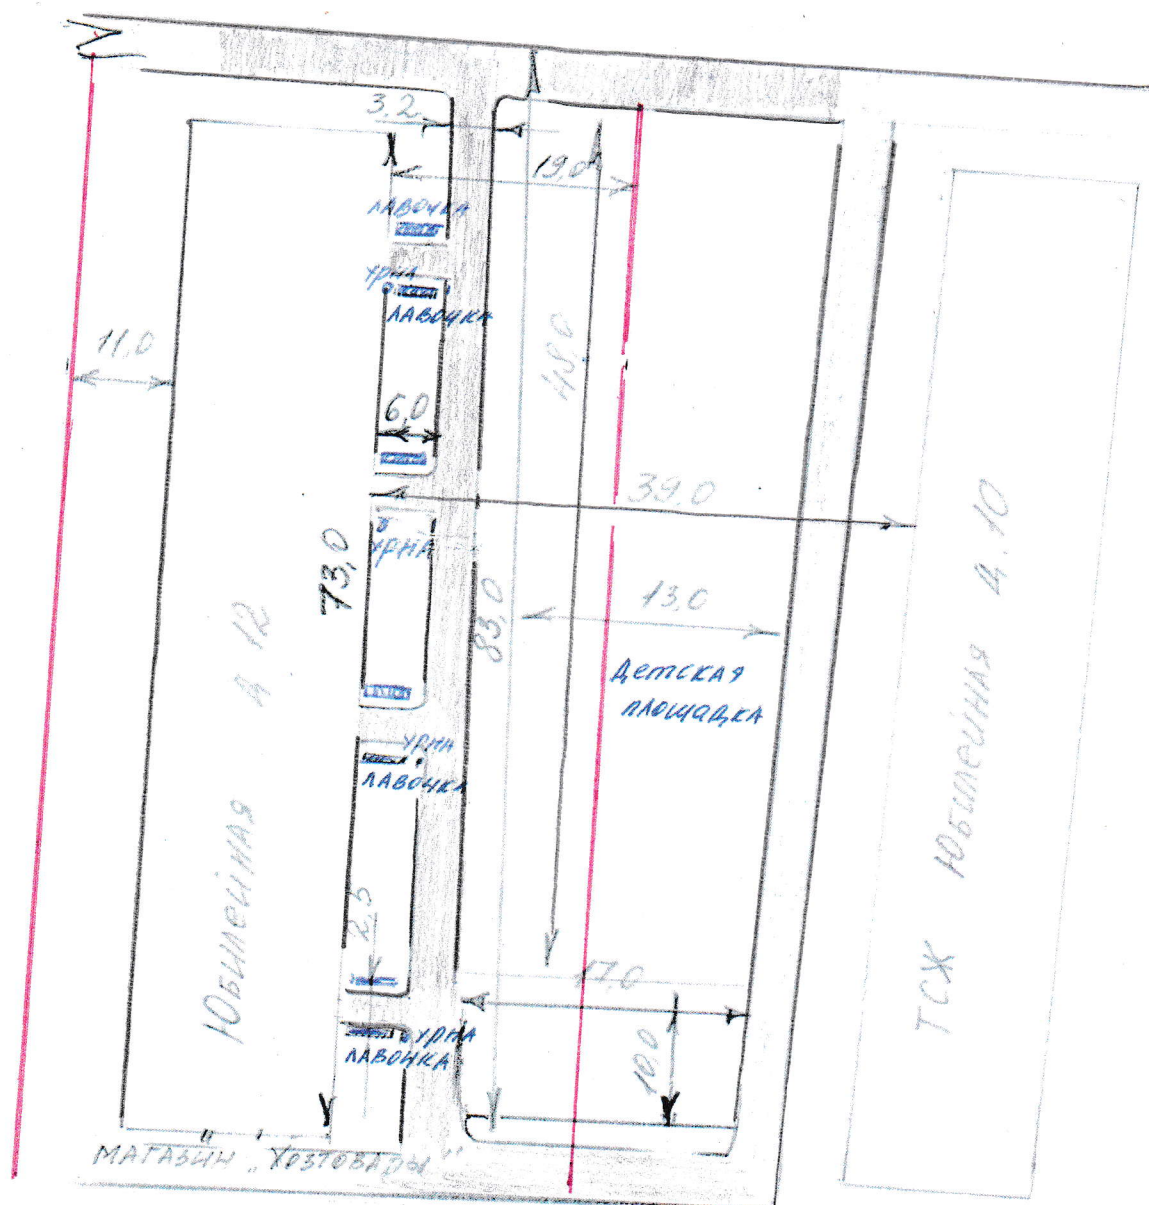 3.2
19,0
ЛАВОЧКА
УРНА
ЛАВОЧКА
11,0
48,0
6,0
39,0
УРНА
73,0
83,0
13,0
Детская
площадка
УРНА
ЛАВОЧКА
Юбилейная д 12
ТСЖ Юбилейная д.10
2,5
17,0
10,0
УРНА
ЛАВОЧКА
МАГАЗИН „Хозтовары"